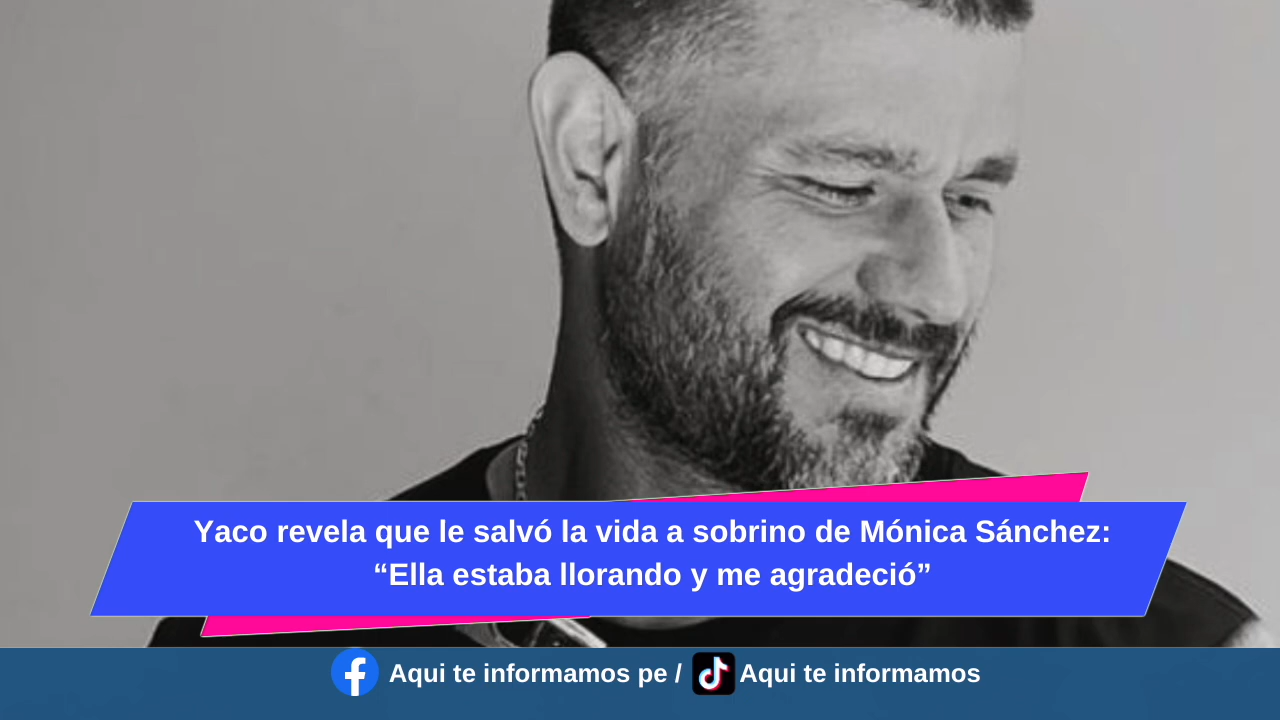 Yaco revela que le salvó la vida a sobrino de Mónica Sánchez:
“Ella estaba llorando y me agradeció”
Aqui te informamos pe / Aqui te informamos